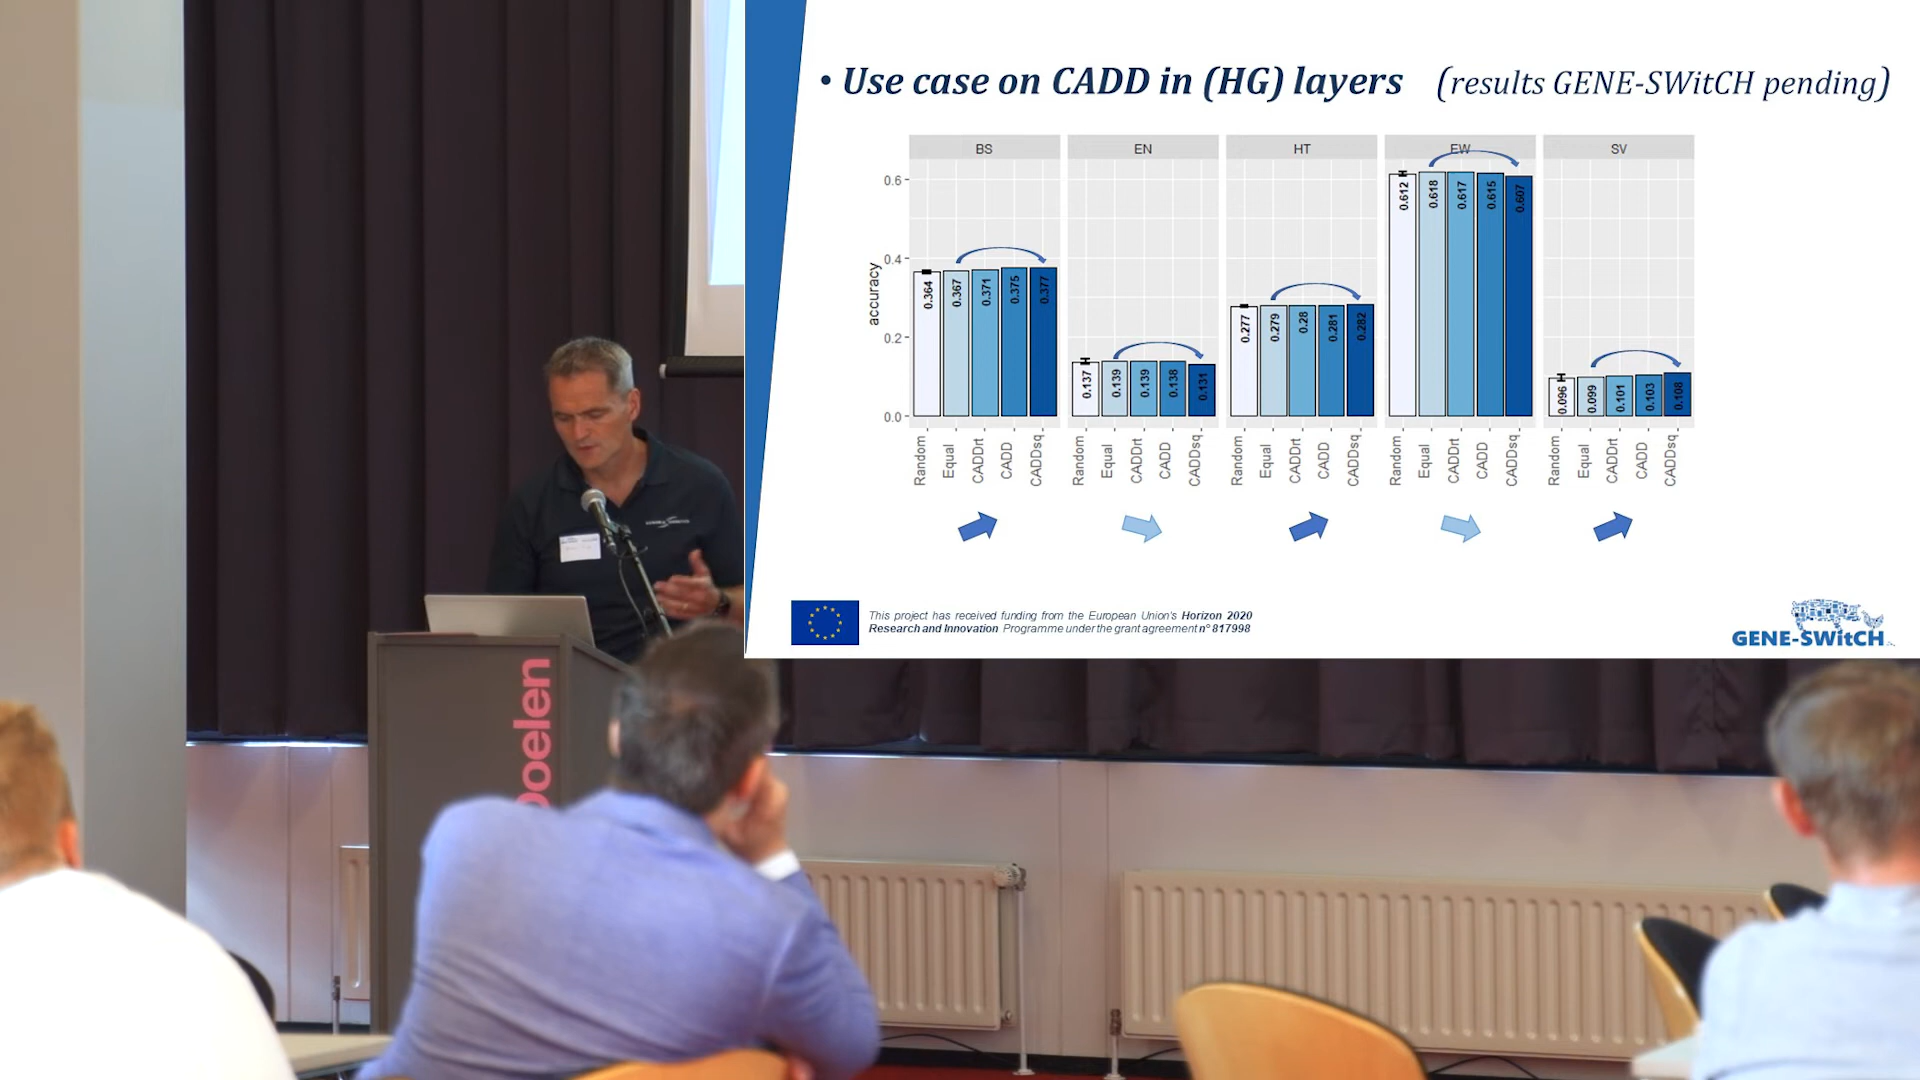 • Use case on CADD in (HG) layers (results GENE-SWitCH pending)
BS EN HT EW SV
accuracy
0.6
0.4
0.2
0.0
0.364 0.367 0.371 0.375 0.377
0.137 0.139 0.139 0.138 0.131
0.277 0.279 0.28 0.281 0.282
0.612 0.618 0.617 0.615 0.607
0.096 0.099 0.101 0.103 0.108
Random Equal CADDrt CADD CADDsq
Random Equal CADDrt CADD CADDsq
Random Equal CADDrt CADD CADDsq
Random Equal CADDrt CADD CADDsq
Random Equal CADDrt CADD CADDsq
This project has received funding from the European Union's Horizon 2020
Research and Innovation Programme under the grant agreement n° 817998
GENE-SWitCH
oelen